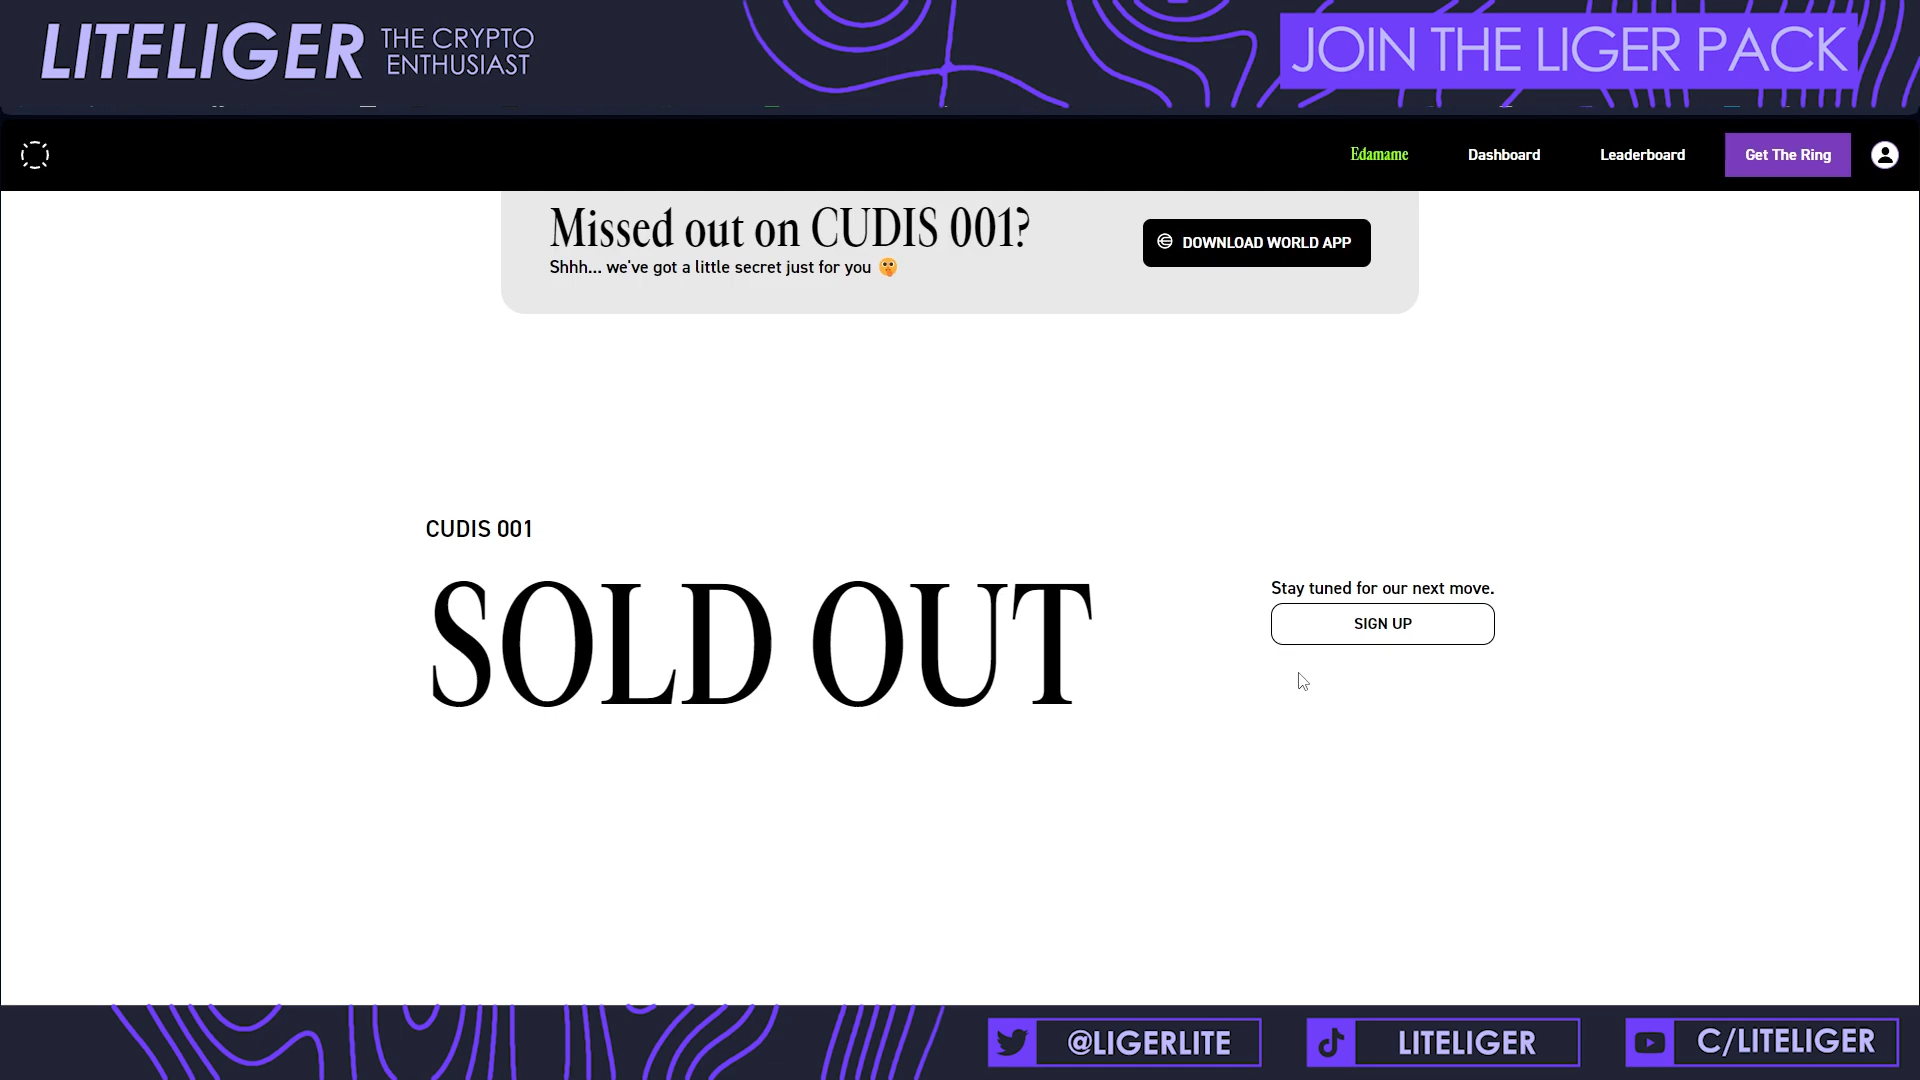 LITELIGER THE CRYPTO ENTHUSIAST
JOIN THE LIGER PACK
Edamame Dashboard Leaderboard Get The Ring
Missed out on CUDIS 001?
Shhh... we've got a little secret just for you 🤫
DOWNLOAD WORLD APP
CUDIS 001
SOLD OUT
Stay tuned for our next move.
SIGN UP
@LIGERLITE LITELIGER C/LITELIGER